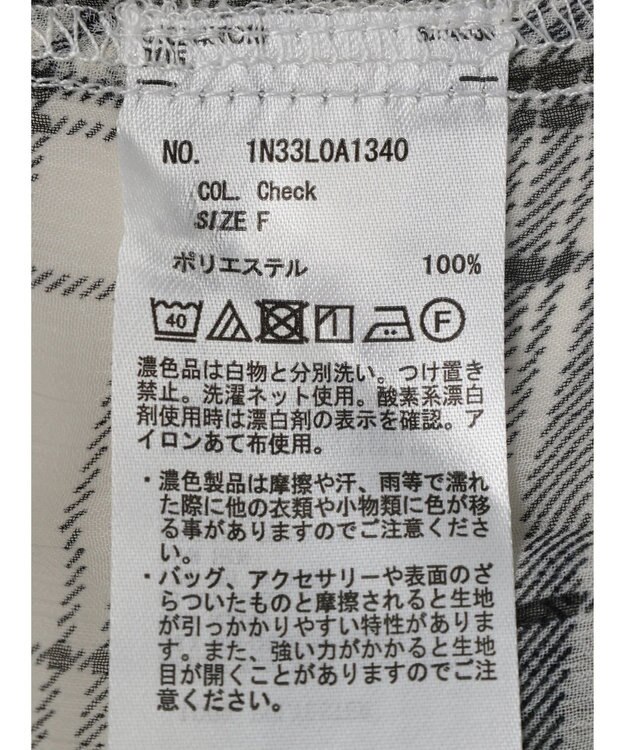 NO. 1N33L0A1340
COL. Check
SIZE F
ポリエステル 100%
40 F
濃色品は白物と分別洗い。つけ置き
禁止。洗濯ネット使用。酸素系漂白
剤使用時は漂白剤の表示を確認。ア
イロンあて布使用。
・濃色製品は摩擦や汗、雨等で濡れ
た際に他の衣類や小物類に色が移
る事がありますのでご注意くださ
い。
・バッグ、アクセサリーや表面のざ
らついたものと摩擦されると生地
が引っかかりやすい特性がありま
す。また、強い力がかかると生地
目が開くことがありますのでご注
意ください。